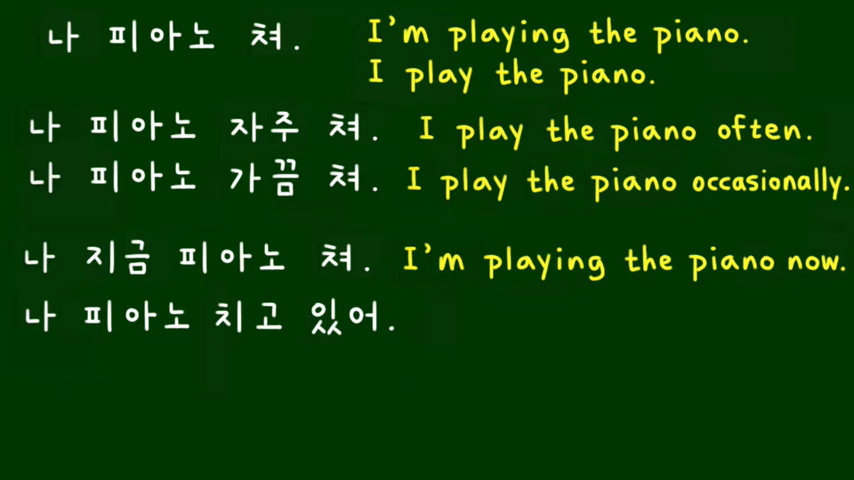 나 피아노 쳐. I'm playing the piano.
I play the piano.
나 피아노 자주 쳐. I play the piano often.
나 피아노 가끔 쳐. I play the piano occasionally.
나 지금 피아노 쳐. I'm playing the piano now.
나 피아노 치고 있어.